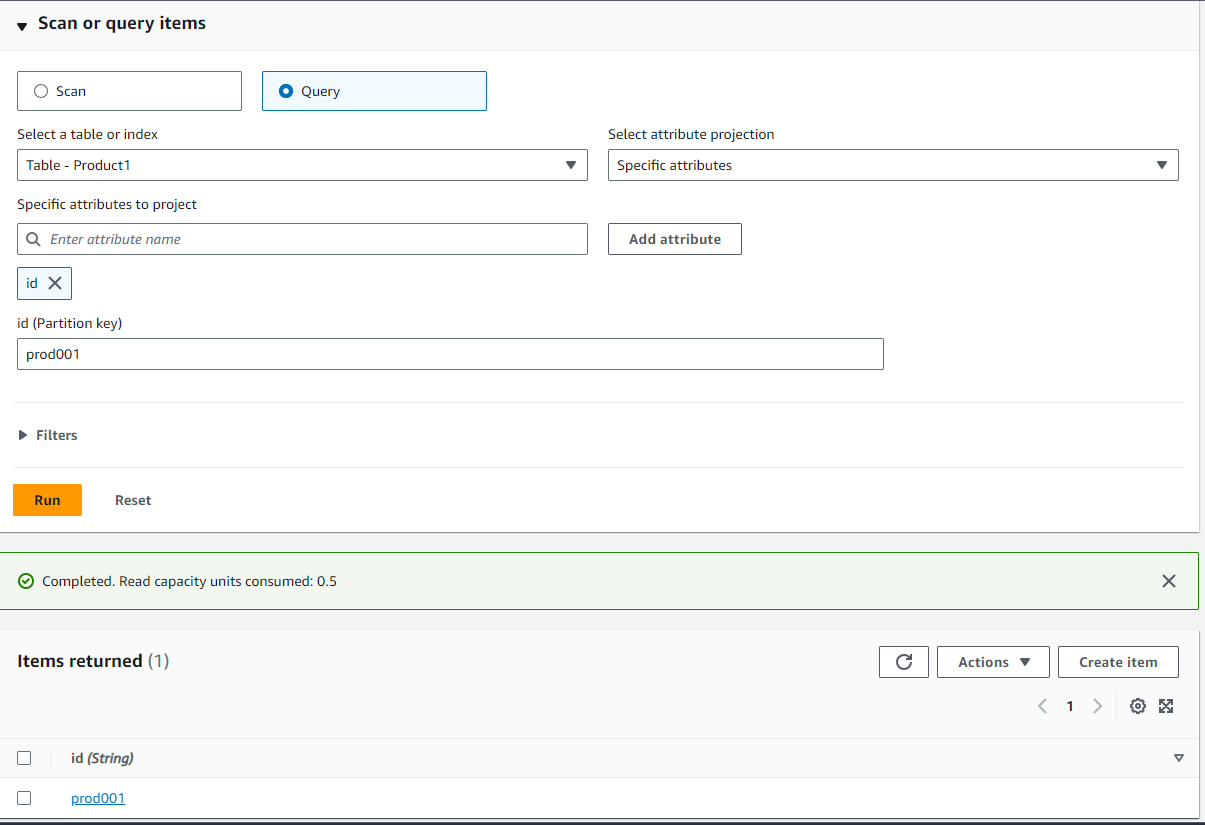 Scan or query items
Scan
Query
Select a table or index
Select attribute projection
Table - Product1
Specific attributes
Specific attributes to project
Enter attribute name
Add attribute
id
id (Partition key)
prod001
Filters
Run
Reset
Completed. Read capacity units consumed: 0.5
Items returned (1)
Actions
Create item
1
id (String)
prod001